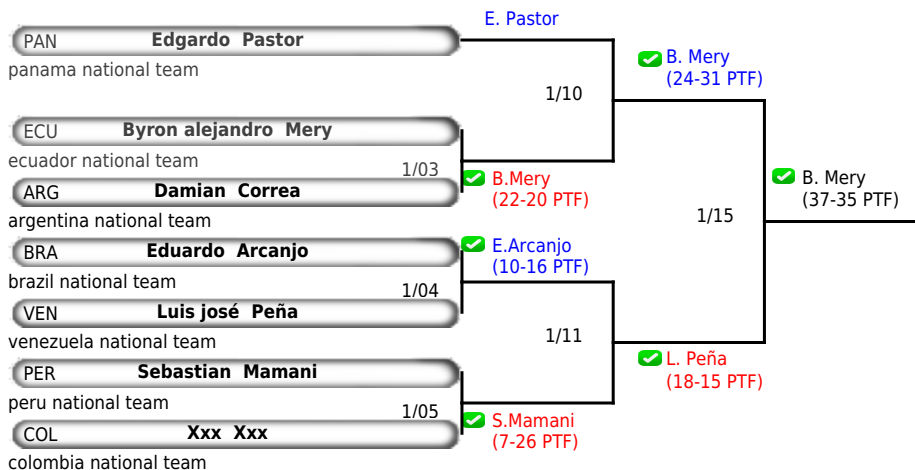 E. Pastor
PAN Edgardo Pastor
panama national team
B. Mery
(24-31 PTF)
1/10
ECU Byron alejandro Mery
ecuador national team
1/03
B.Mery
(22-20 PTF)
ARG Damian Correa
argentina national team
B. Mery
(37-35 PTF)
1/15
BRA Eduardo Arcanjo
brazil national team
E.Arcanjo
(10-16 PTF)
1/04
VEN Luis josé Peña
venezuela national team
1/11
L. Peña
(18-15 PTF)
PER Sebastian Mamani
peru national team
1/05
S.Mamani
(7-26 PTF)
COL Xxx Xxx
colombia national team